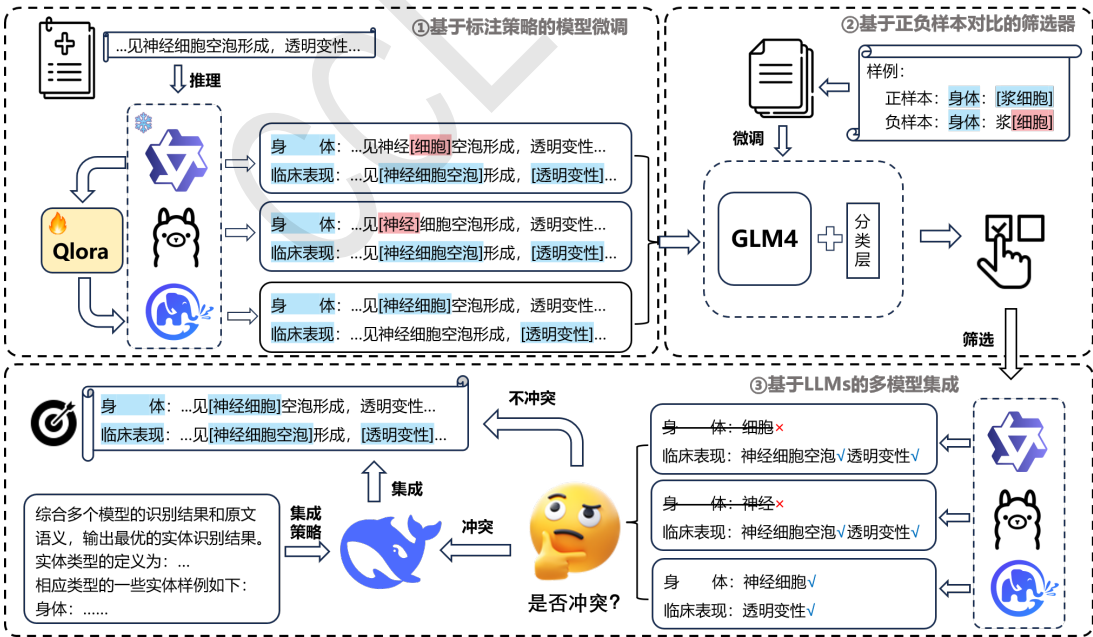 ①基于标注策略的模型微调
...见神经细胞空泡形成，透明变性...
推理
Qlora
身 体：...见神经[细胞]空泡形成，透明变性...
临床表现：...见[神经细胞空泡]形成，[透明变性]...
身 体：...见[神经]细胞空泡形成，透明变性...
临床表现：...见[神经细胞空泡]形成，[透明变性]...
身 体：...见[神经细胞]空泡形成，透明变性...
临床表现：...见神经细胞空泡形成，[透明变性]...
CCL
②基于正负样本对比的筛选器
样例：
正样本：身体：[浆细胞]
负样本：身体：浆[细胞]
微调
GLM4
分类层
筛选
③基于LLMs的多模型集成
身 体：细胞×
临床表现：神经细胞空泡√透明变性√
身 体：神经×
临床表现：神经细胞空泡√透明变性√
身 体：神经细胞√
临床表现：透明变性√
是否冲突？
不冲突
冲突
身 体：...见[神经细胞]空泡形成，透明变性...
临床表现：...见[神经细胞空泡]形成，[透明变性]...
集成
集成
策略
综合多个模型的识别结果和原文
语义，输出最优的实体识别结果。
实体类型的定义为：...
相应类型的一些实体样例如下：
身体：......